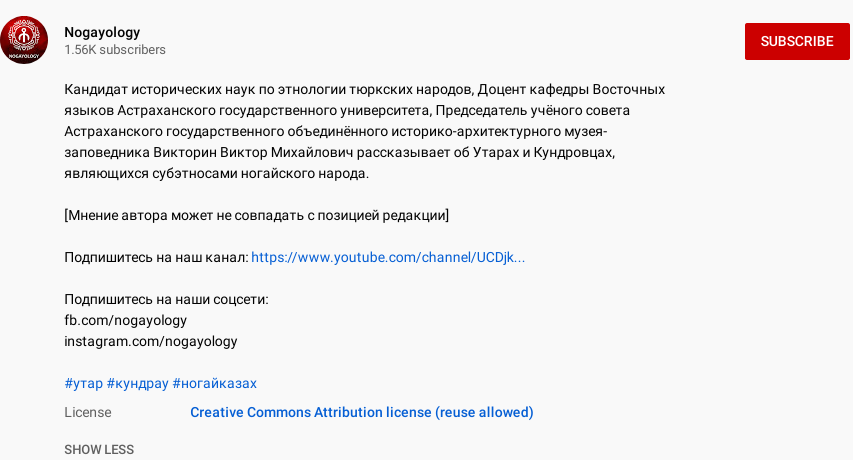 Nogayology
1.56K subscribers
SUBSCRIBE
NOGAYOLOGY
Кандидат исторических наук по этнологии тюркских народов, Доцент кафедры Восточных
языков Астраханского государственного университета, Председатель учёного совета
Астраханского государственного объединённого историко-архитектурного музея-
заповедника Викторин Виктор Михайлович рассказывает об Утарах и Кундровцах,
являющихся субэтносами ногайского народа.
[Мнение автора может не совпадать с позицией редакции]
Подпишитесь на наш канал: https://www.youtube.com/channel/UCDjk...
Подпишитесь на наши соцсети:
fb.com/nogayology
instagram.com/nogayology
#утар #кундрау #ногайказах
License Creative Commons Attribution license (reuse allowed)
SHOW LESS